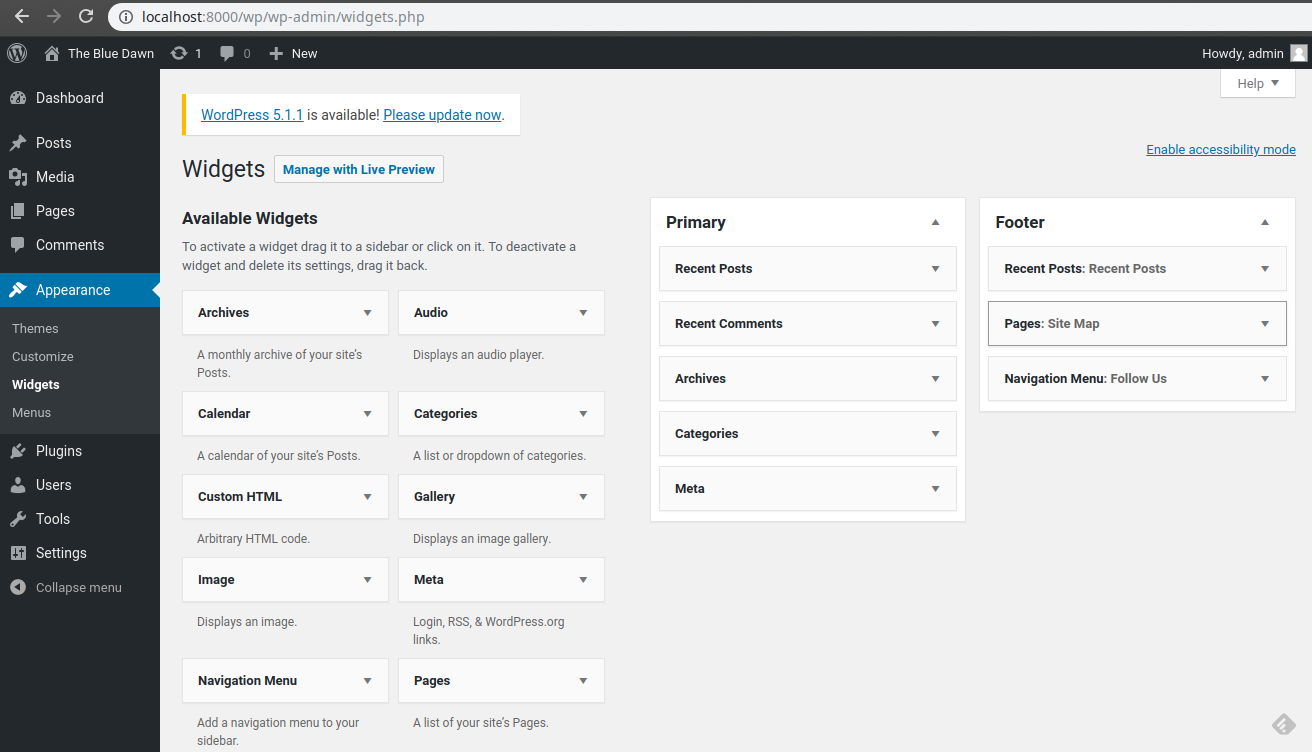 localhost:8000/wp/wp-admin/widgets.php
The Blue Dawn 1 0 New Howdy, admin
Help
Dashboard
Posts
Media
Pages
Comments
Appearance
Themes
Customize
Widgets
Menus
Plugins
Users
Tools
Settings
Collapse menu
WordPress 5.1.1 is available! Please update now.
Enable accessibility mode
Widgets Manage with Live Preview
Available Widgets
To activate a widget drag it to a sidebar or click on it. To deactivate a
widget and delete its settings, drag it back.
Archives
A monthly archive of your site’s
Posts.
Audio
Displays an audio player.
Calendar
A calendar of your site’s Posts.
Categories
A list or dropdown of categories.
Custom HTML
Arbitrary HTML code.
Gallery
Displays an image gallery.
Image
Displays an image.
Meta
Login, RSS, & WordPress.org
links.
Navigation Menu
Add a navigation menu to your
sidebar.
Pages
A list of your site’s Pages.
Primary
Recent Posts
Recent Comments
Archives
Categories
Meta
Footer
Recent Posts: Recent Posts
Pages: Site Map
Navigation Menu: Follow Us